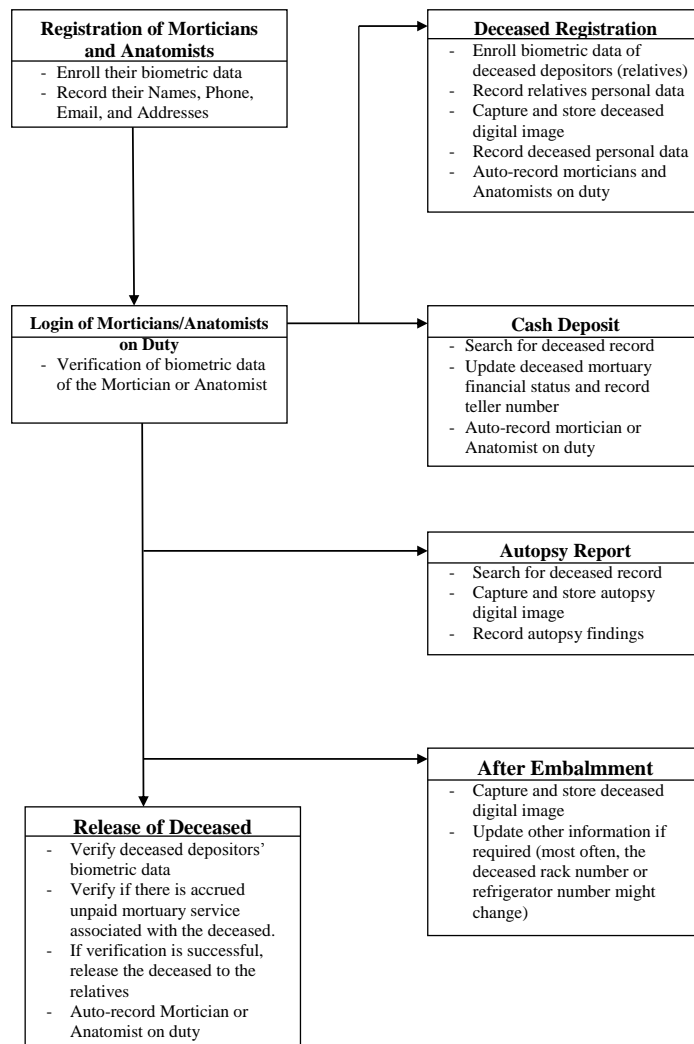 Registration of Morticians
and Anatomists
- Enroll their biometric data
- Record their Names, Phone,
Email, and Addresses
Deceased Registration
- Enroll biometric data of
deceased depositors (relatives)
- Record relatives personal data
- Capture and store deceased
digital image
- Record deceased personal data
- Auto-record morticians and
Anatomists on duty
Login of Morticians/Anatomists
on Duty
- Verification of biometric data
of the Mortician or Anatomist
Cash Deposit
- Search for deceased record
- Update deceased mortuary
financial status and record
teller number
- Auto-record mortician or
Anatomist on duty
Autopsy Report
- Search for deceased record
- Capture and store autopsy
digital image
- Record autopsy findings
After Embalmment
- Capture and store deceased
digital image
- Update other information if
required (most often, the
deceased rack number or
refrigerator number might
change)
Release of Deceased
- Verify deceased depositors’
biometric data
- Verify if there is accrued
unpaid mortuary service
associated with the deceased.
- If verification is successful,
release the deceased to the
relatives
- Auto-record Mortician or
Anatomist on duty